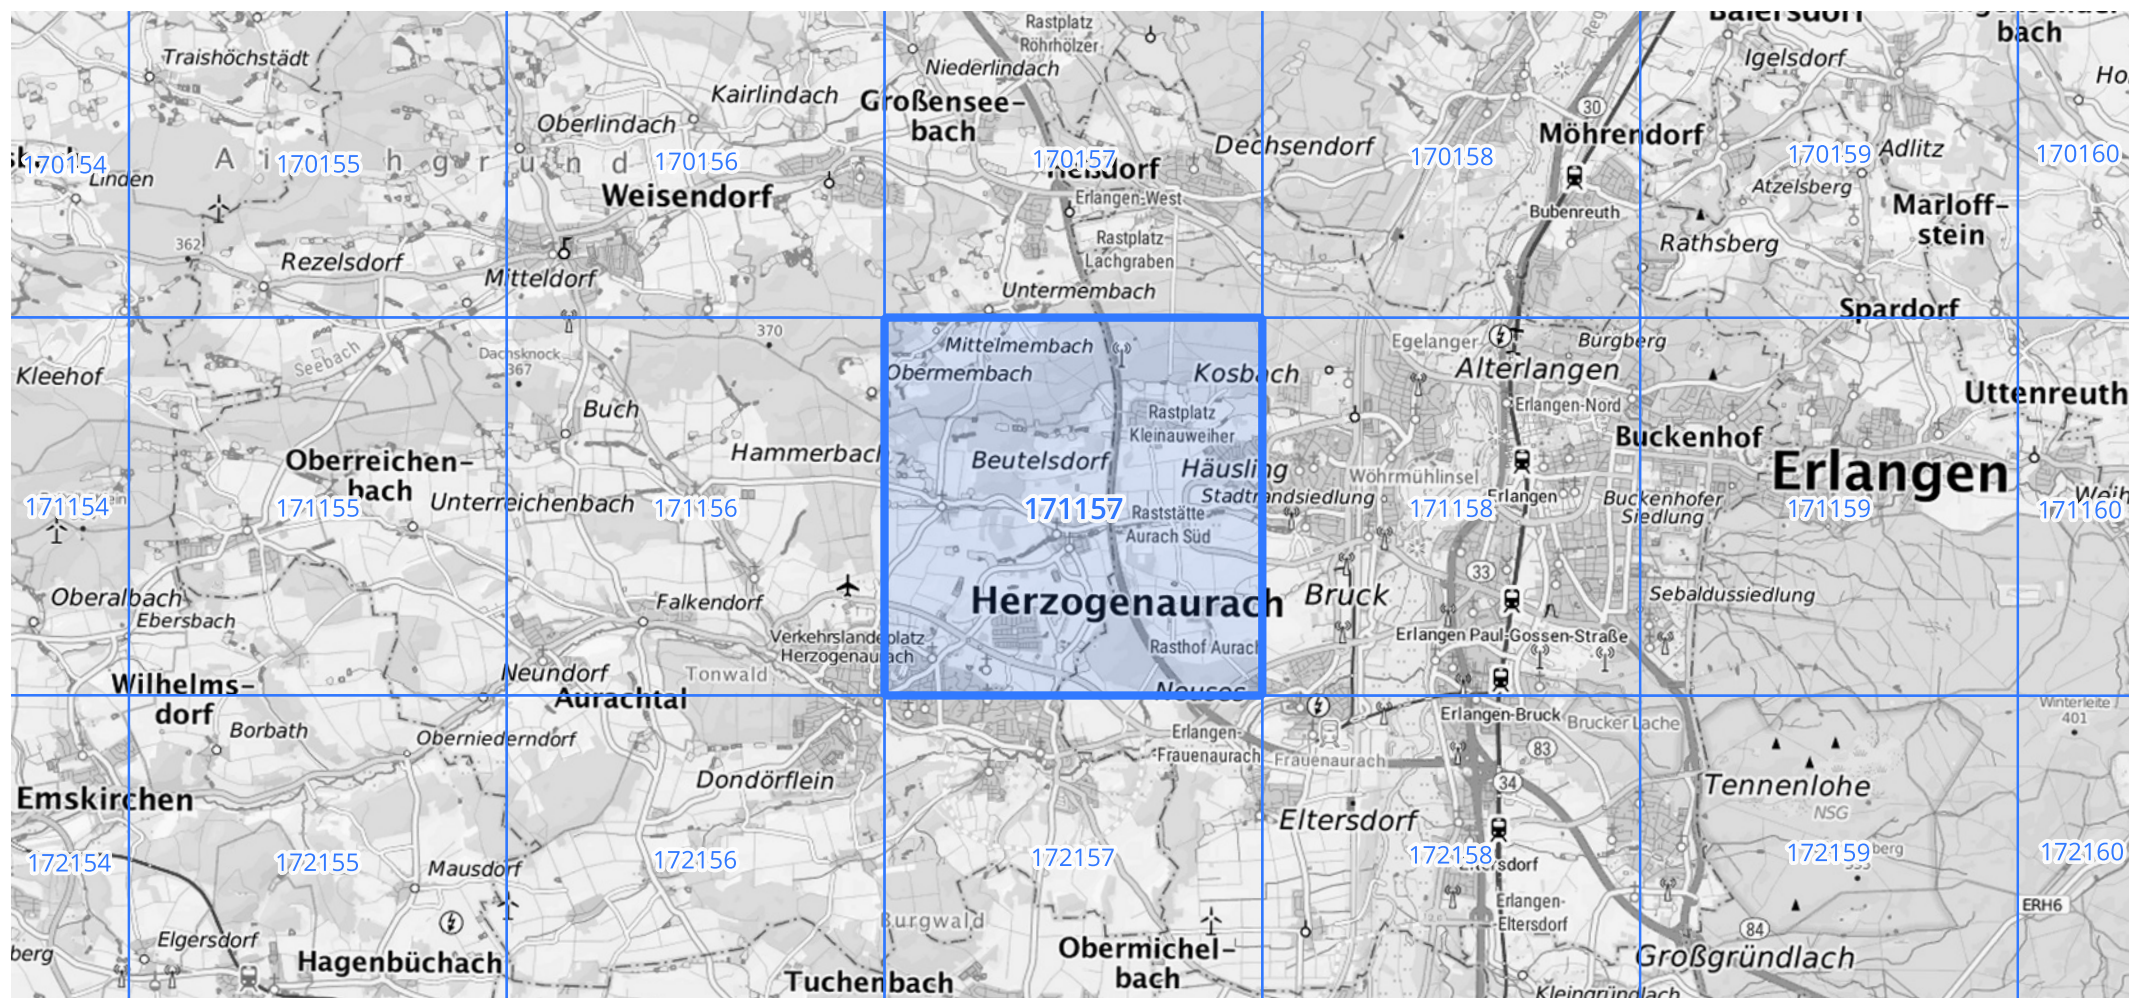 Rastplatz
Röhrhölzer
bach
Traishöchstädt
Niederlindach
Igelsdorf
Kairlindach
Großensee-
bach
30
Oberlindach
Möhrendorf
Dechsendorf
Adlitz
170154
170155
170156
170157
170158
170159
170160
A i h g r u n d
Linden
Weisendorf
Erlangen-West
Atzelsberg
Marloff-
stein
Bubenreuth
362
Rezelsdorf
Rastplatz
Lachgraben
Rathsberg
Mitteldorf
Untermembach
Spardorf
370
Seebach
Dachsknock
367
Mittelmembach
Egelanger
Burgberg
Kleehof
Obermembach
Kosbach
Alterlangen
Uttenreuth
Buch
Rastplatz
Kleinauweiher
Erlangen-Nord
Buckenhof
Oberreichen-
bach
Hammerbach
Beutelsdorf
Häusling
Wöhrmühlinsel
Erlangen
Unterreichenbach
Stadtrandsiedlung
Erlangen
Buckenhofer
Siedlung
171154
171155
171156
171157
171158
171159
171160
Raststätte
Aurach Süd
33
Oberalbach
Ebersbach
Falkendorf
Herzogenaurach
Bruck
Sebaldussiedlung
Verkehrslandeplatz
Herzogenaurach
Rasthof Aurach
Erlangen Paul-Gossen-Straße
Neundorf
Tonwald
Wilhelms-
dorf
Aurachtal
Neuses
Erlangen-Bruck
Brucker Lache
Winterleite
401
Borbath
Oberniederndorf
Erlangen-
Frauenaurach
Frauenaurach
83
Dondörflein
34
Tennenlohe
NSG
Emskirchen
Eltersdorf
172154
172155
172156
172157
172158
172159
172160
Mausdorf
ERH6
Burgwald
Erlangen-
Eltersdorf
84
berg
Elgersdorf
Hagenbüchach
Obermichel-
bach
Großgründlach
Tuchenbach
Kleingründlach